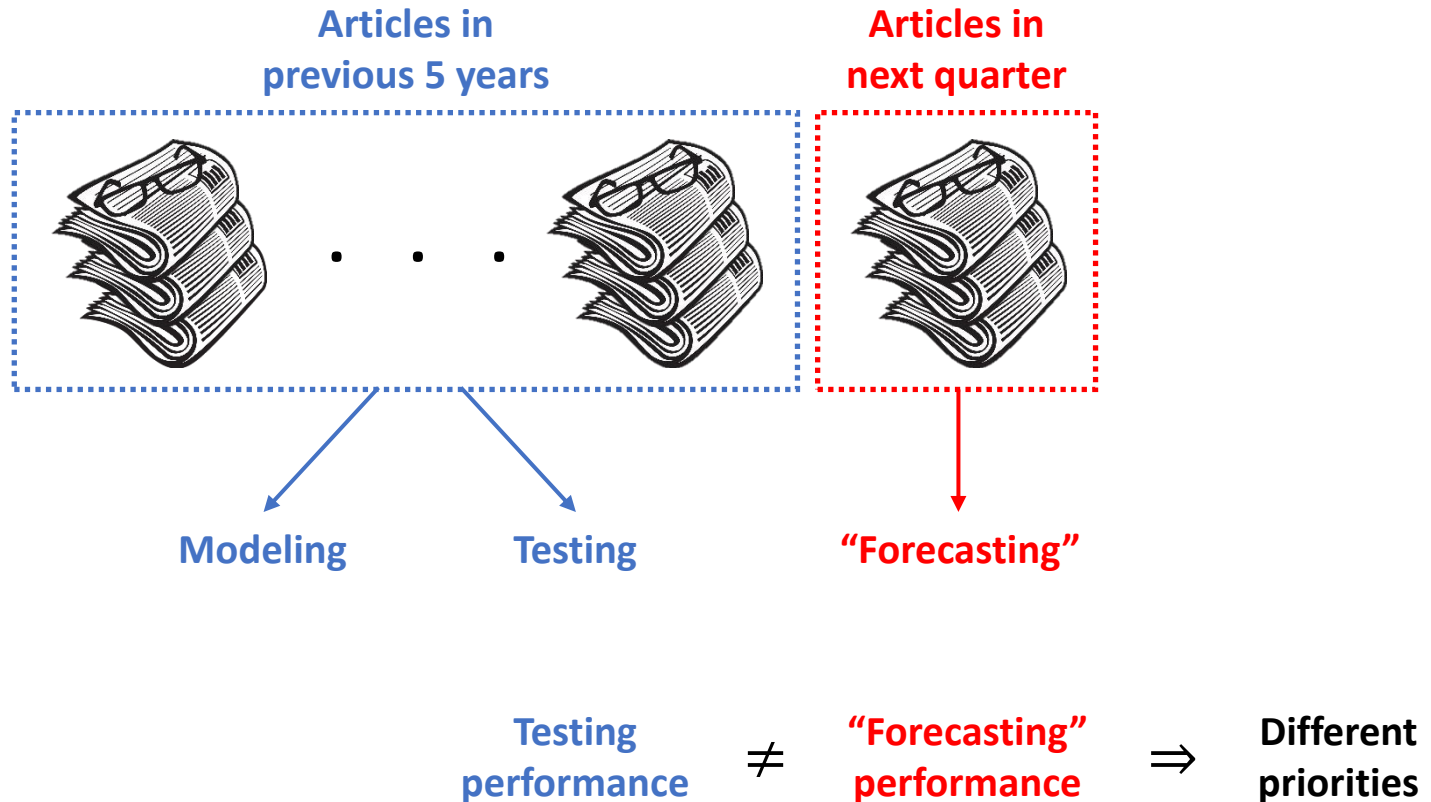 Articles in
previous 5 years
Articles in
next quarter
. . .
Modeling
Testing
“Forecasting”
Testing
performance
≠
“Forecasting”
performance
⇒
Different
priorities